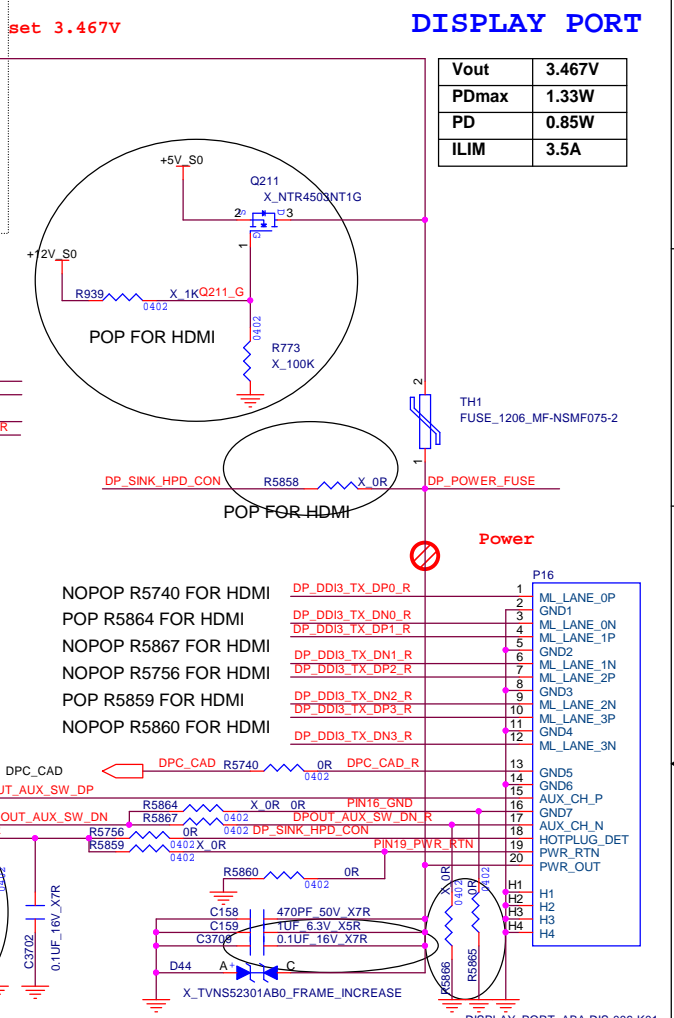 set 3.467V
DISPLAY PORT
Vout 3.467V
PDmax 1.33W
PD 0.85W
ILIM 3.5A
+5V_S0
Q211
X_NTR4503NT1G
2 S D 3
G
1
+12V_S0
R939 X_1K Q211_G
0402
POP FOR HDMI
0402
R773
X_100K
2
TH1
FUSE_1206_MF-NSMF075-2
R
1
DP_SINK_HPD_CON R5858 X_0R DP_POWER_FUSE
POP FOR HDMI
Power
P16
NOPOP R5740 FOR HDMI
POP R5864 FOR HDMI
NOPOP R5867 FOR HDMI
NOPOP R5756 FOR HDMI
POP R5859 FOR HDMI
NOPOP R5860 FOR HDMI
DP_DDI3_TX_DP0_R 1 ML_LANE_0P
2 GND1
DP_DDI3_TX_DN0_R 3 ML_LANE_0N
DP_DDI3_TX_DP1_R 4 ML_LANE_1P
5 GND2
DP_DDI3_TX_DN1_R 6 ML_LANE_1N
DP_DDI3_TX_DP2_R 7 ML_LANE_2P
8 GND3
DP_DDI3_TX_DN2_R 9 ML_LANE_2N
DP_DDI3_TX_DP3_R 10 ML_LANE_3P
11 GND4
DP_DDI3_TX_DN3_R 12 ML_LANE_3N
DPC_CAD DPC_CAD R5740 0R DPC_CAD_R 13 GND5
0402
14 GND6
UT_AUX_SW_DP 15 AUX_CH_P
R5864 X_0R 0R PIN16_GND 16 GND7
OUT_AUX_SW_DN R5867 0402 DPOUT_AUX_SW_DN_R 17 AUX_CH_N
R5756 0R 0402 DP_SINK_HPD_CON 18 HOTPLUG_DET
R5859 0402 X_0R PIN19_PWR_RTN 19 PWR_RTN
0402
20 PWR_OUT
R5860 0R
0402
H1 H1
H2 H2
H3 H3
H4 H4
X_0R 0402 0R 0402
R5866 R5865
0402
C3702
0.1UF_16V_X7R
C158 470PF_50V_X7R
C159 1UF_6.3V_X5R
C3709 0.1UF_16V_X7R
D44 A + C
X_TVNS52301AB0_FRAME_INCREASE